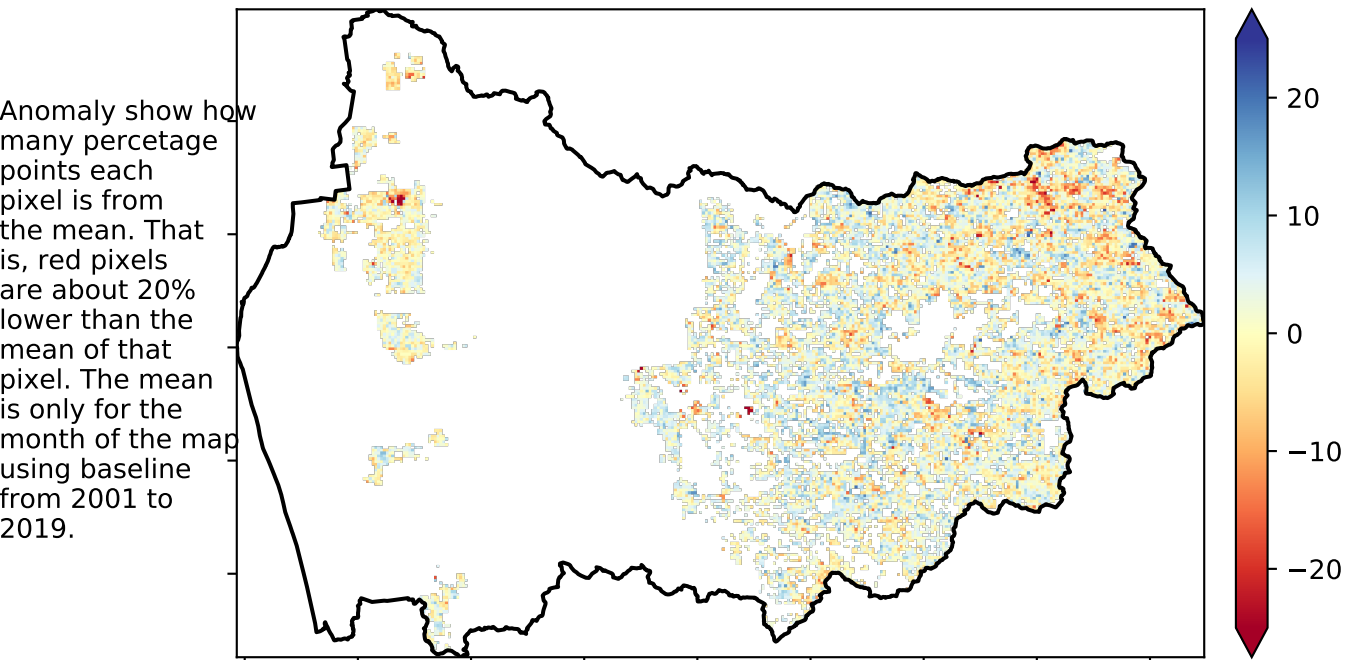 Anomaly show how
many percetage
points each
pixel is from
the mean. That
is, red pixels
are about 20%
lower than the
mean of that
pixel. The mean
is only for the
month of the map
using baseline
from 2001 to
2019.
20
10
0
−10
−20